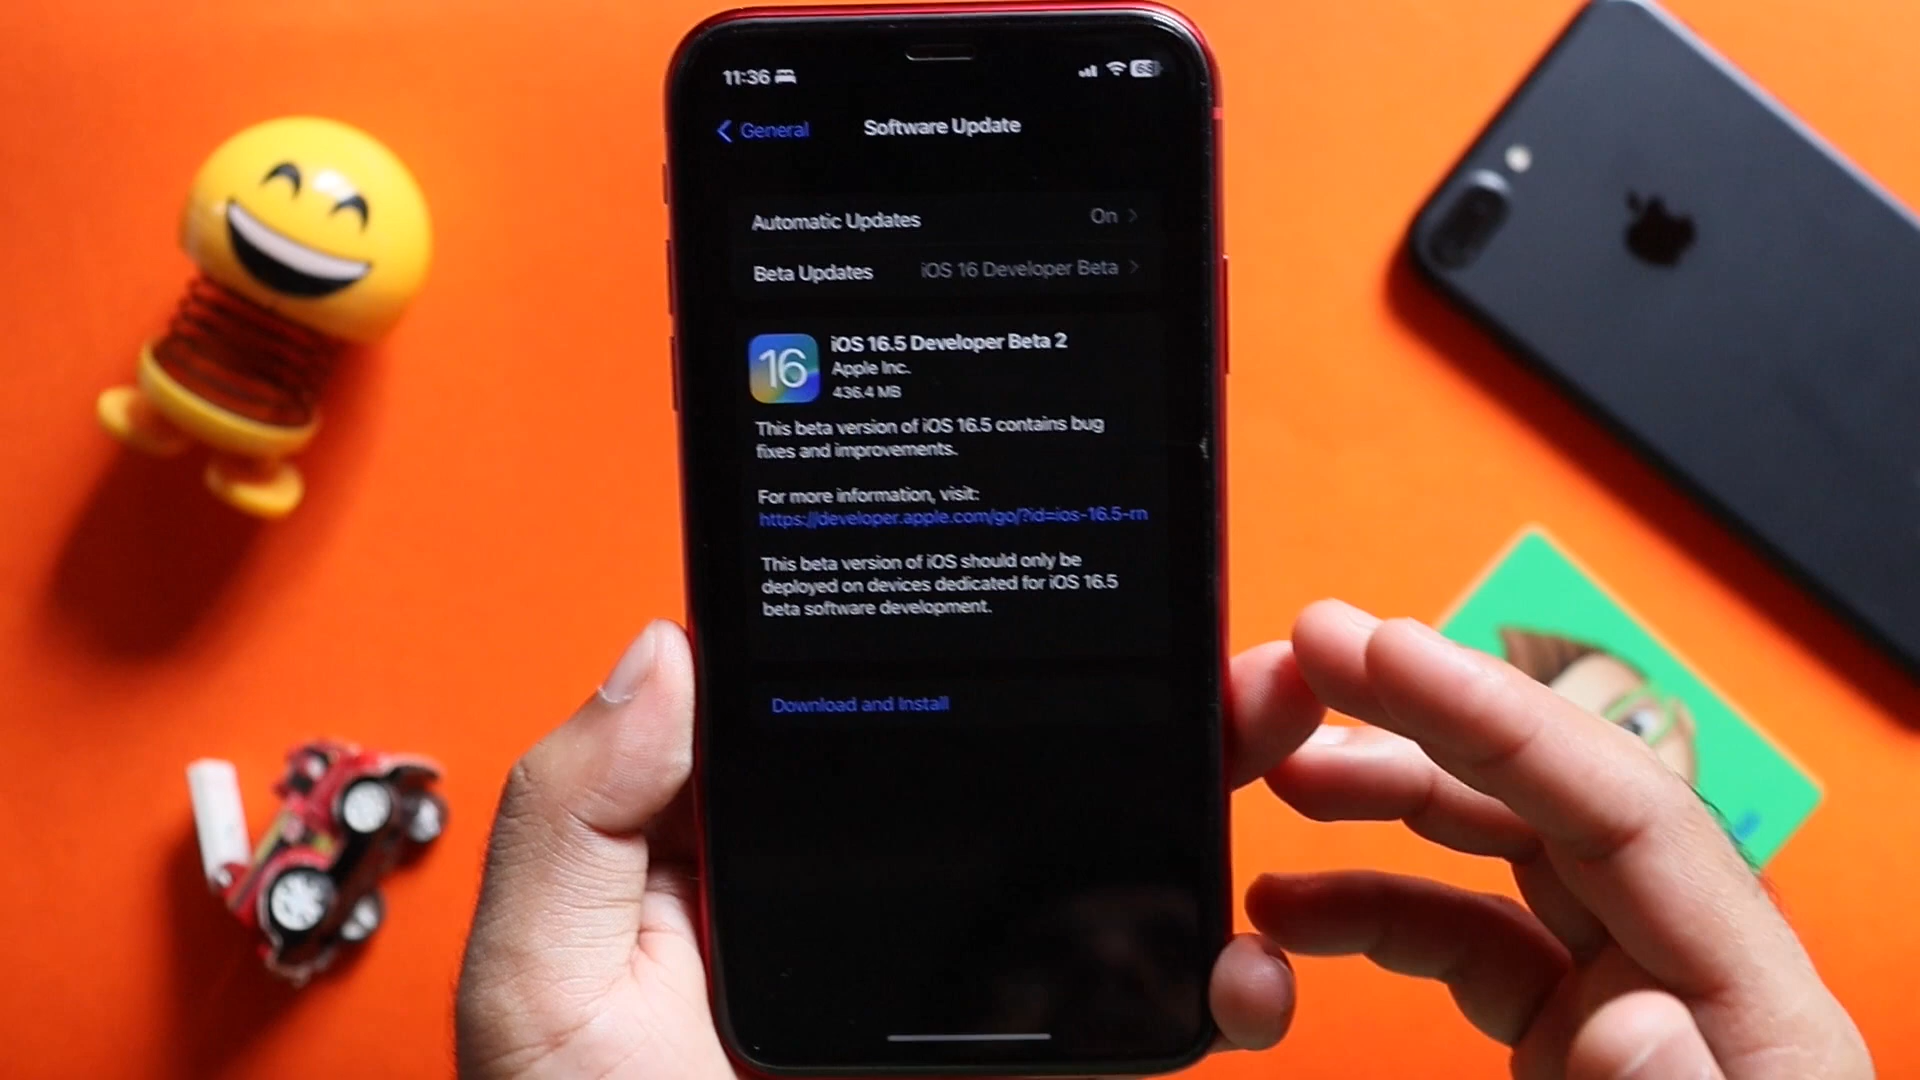 11:36
68
General
Software Update
Automatic Updates On
Beta Updates iOS 16 Developer Beta
16
iOS 16.5 Developer Beta 2
Apple Inc.
436.4 MB
This beta version of iOS 16.5 contains bug
fixes and improvements.
For more information, visit:
https://developer.apple.com/go/?id=ios-16.5-rn
This beta version of iOS should only be
deployed on devices dedicated for iOS 16.5
beta software development.
Download and Install